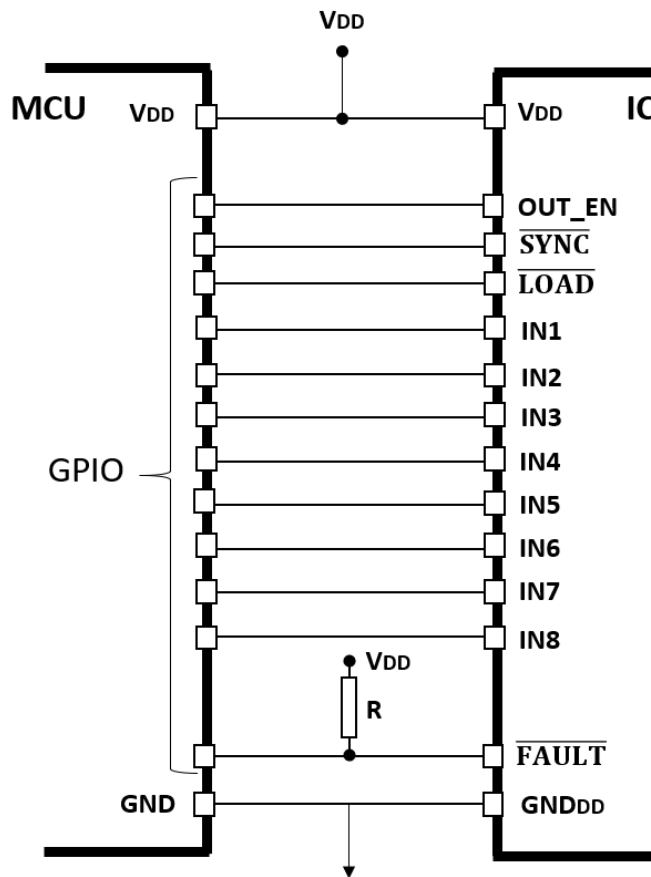 VDD
MCU VDD VDD IC
OUT_EN
SYNC
LOAD
IN1
IN2
IN3
IN4
GPIO
IN5
IN6
IN7
IN8
VDD
R
FAULT
GND GNDDD